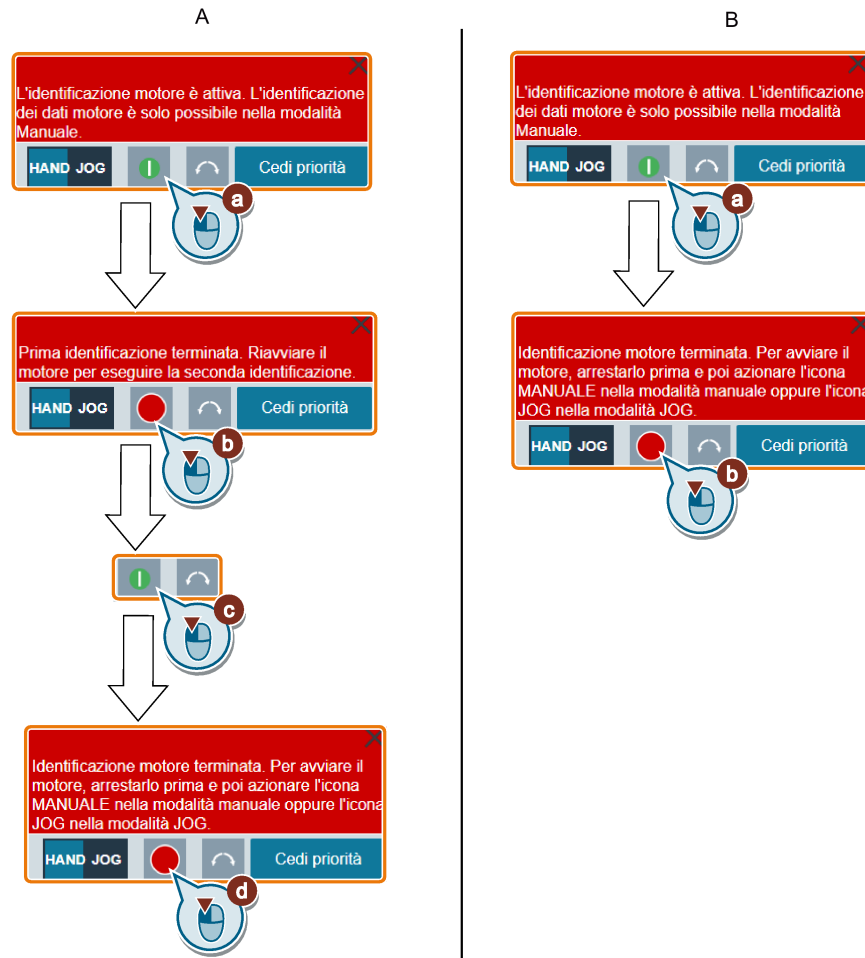 A
L'identificazione motore è attiva. L'identificazione
dei dati motore è solo possibile nella modalità
Manuale.
HAND JOG Cedi priorità
a
Prima identificazione terminata. Riavviare il
motore per eseguire la seconda identificazione.
HAND JOG Cedi priorità
b
c
Identificazione motore terminata. Per avviare il
motore, arrestarlo prima e poi azionare l'icona
MANUALE nella modalità manuale oppure l'icona
JOG nella modalità JOG.
HAND JOG Cedi priorità
d
B
L'identificazione motore è attiva. L'identificazione
dei dati motore è solo possibile nella modalità
Manuale.
HAND JOG Cedi priorità
a
Identificazione motore terminata. Per avviare il
motore, arrestarlo prima e poi azionare l'icona
MANUALE nella modalità manuale oppure l'icona
JOG nella modalità JOG.
HAND JOG Cedi priorità
b